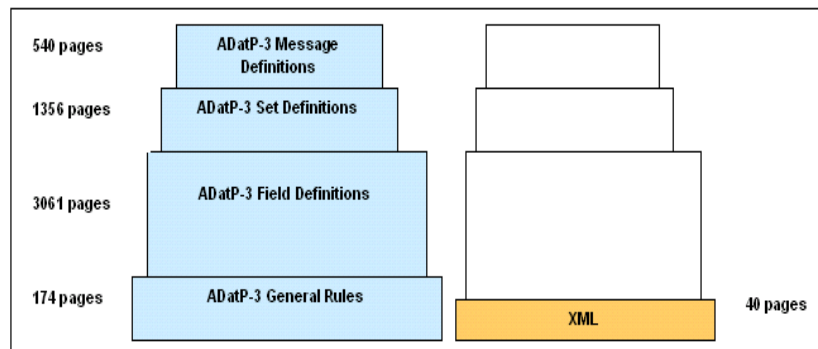 540 pages
ADatP-3 Message
Definitions
1356 pages
ADatP-3 Set Definitions
3061 pages
ADatP-3 Field Definitions
174 pages
ADatP-3 General Rules
XML
40 pages